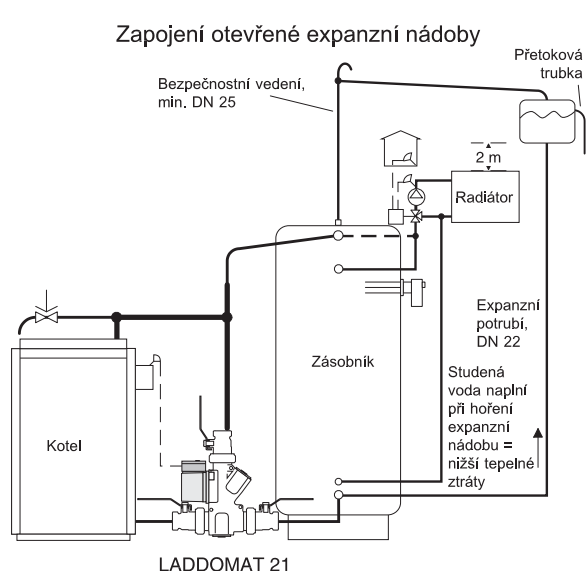 Zapojení otevřené expanzní nádoby
Přetoková
trubka
Bezpečnostní vedení,
min. DN 25
2 m
Radiátor
Expanzní
potrubí,
DN 22
Zásobník
Studená
voda naplní
při hoření
expanzní
nádobu =
nižší tepelné
ztráty
Kotel
LADDOMAT 21